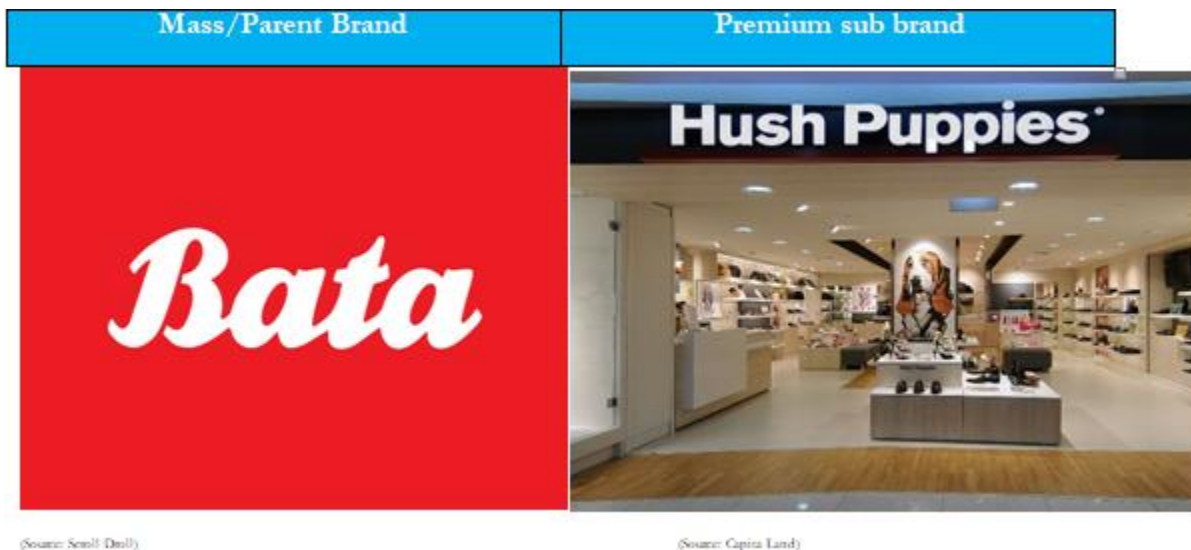 Mass/Parent Brand
Premium sub brand
Bata
Hush Puppies
(Source: Scroll Droll)
(Source: Capita Land)